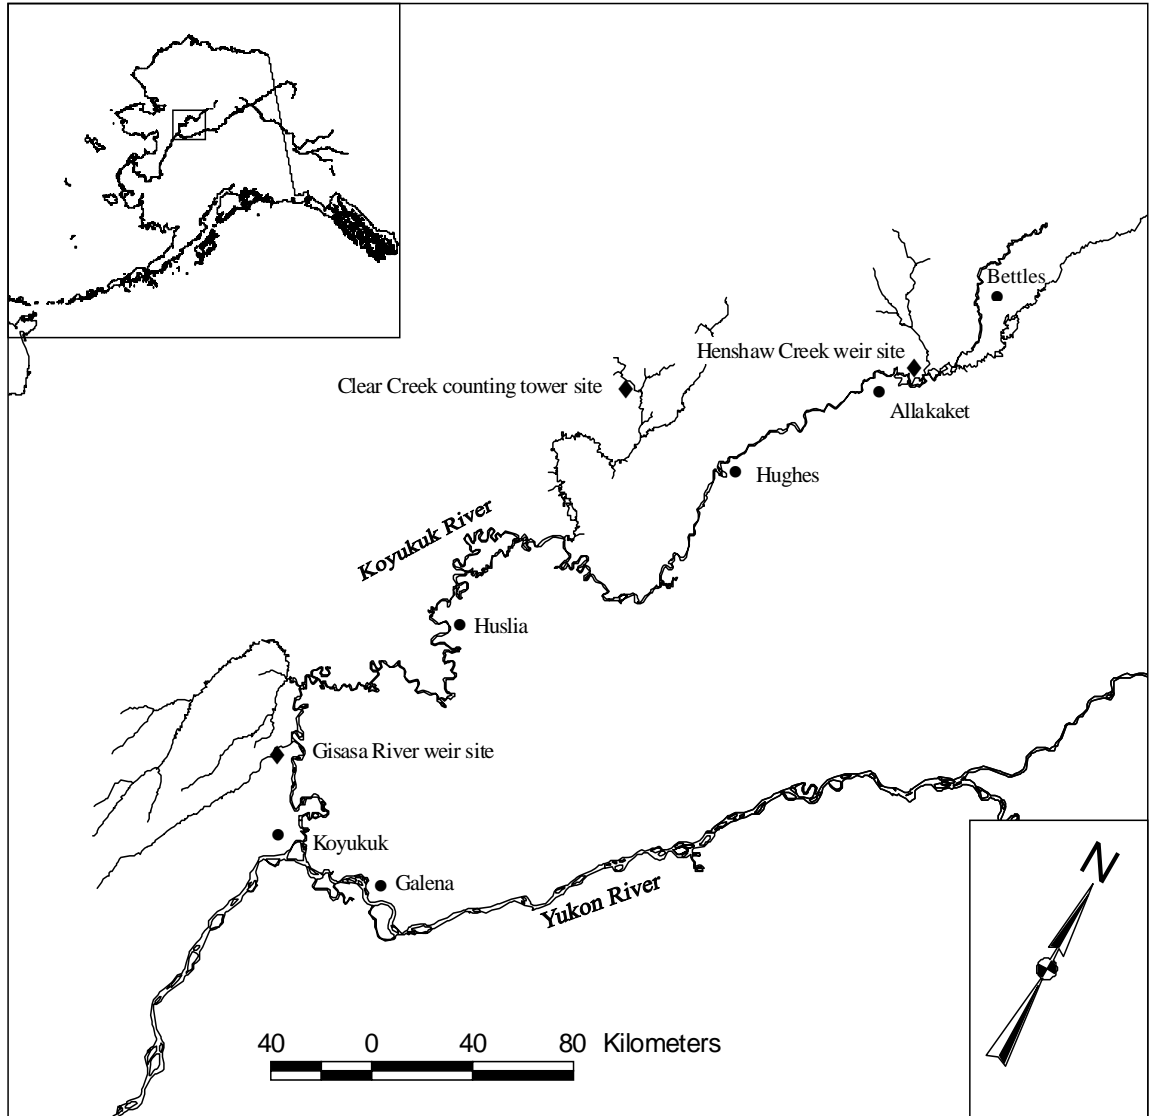 Bettles
Henshaw Creek weir site
Clear Creek counting tower site
Allakaket
Hughes
Koyukuk River
Huslia
Gisasa River weir site
Koyukuk
Galena
Yukon River
N
40 0 40 80 Kilometers